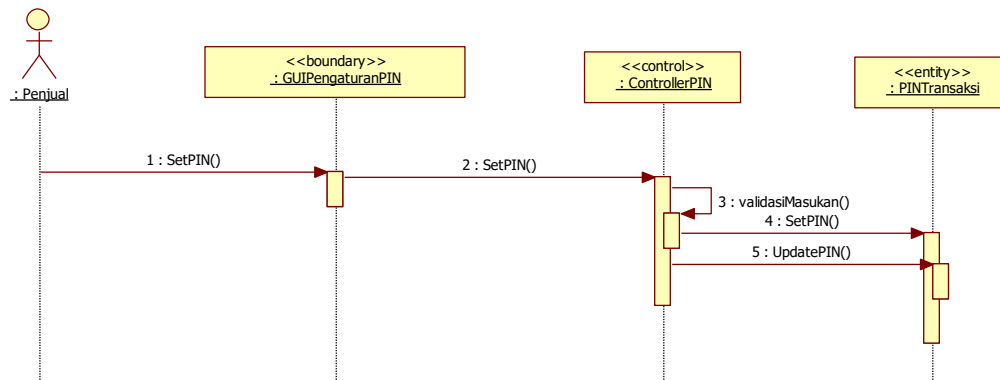 : Penjual
<<boundary>>
: GUIPengaturanPIN
<<control>>
: ControllerPIN
<<entity>>
: PINTransaksi
1 : SetPIN()
2 : SetPIN()
3 : validasiMasukan()
4 : SetPIN()
5 : UpdatePIN()